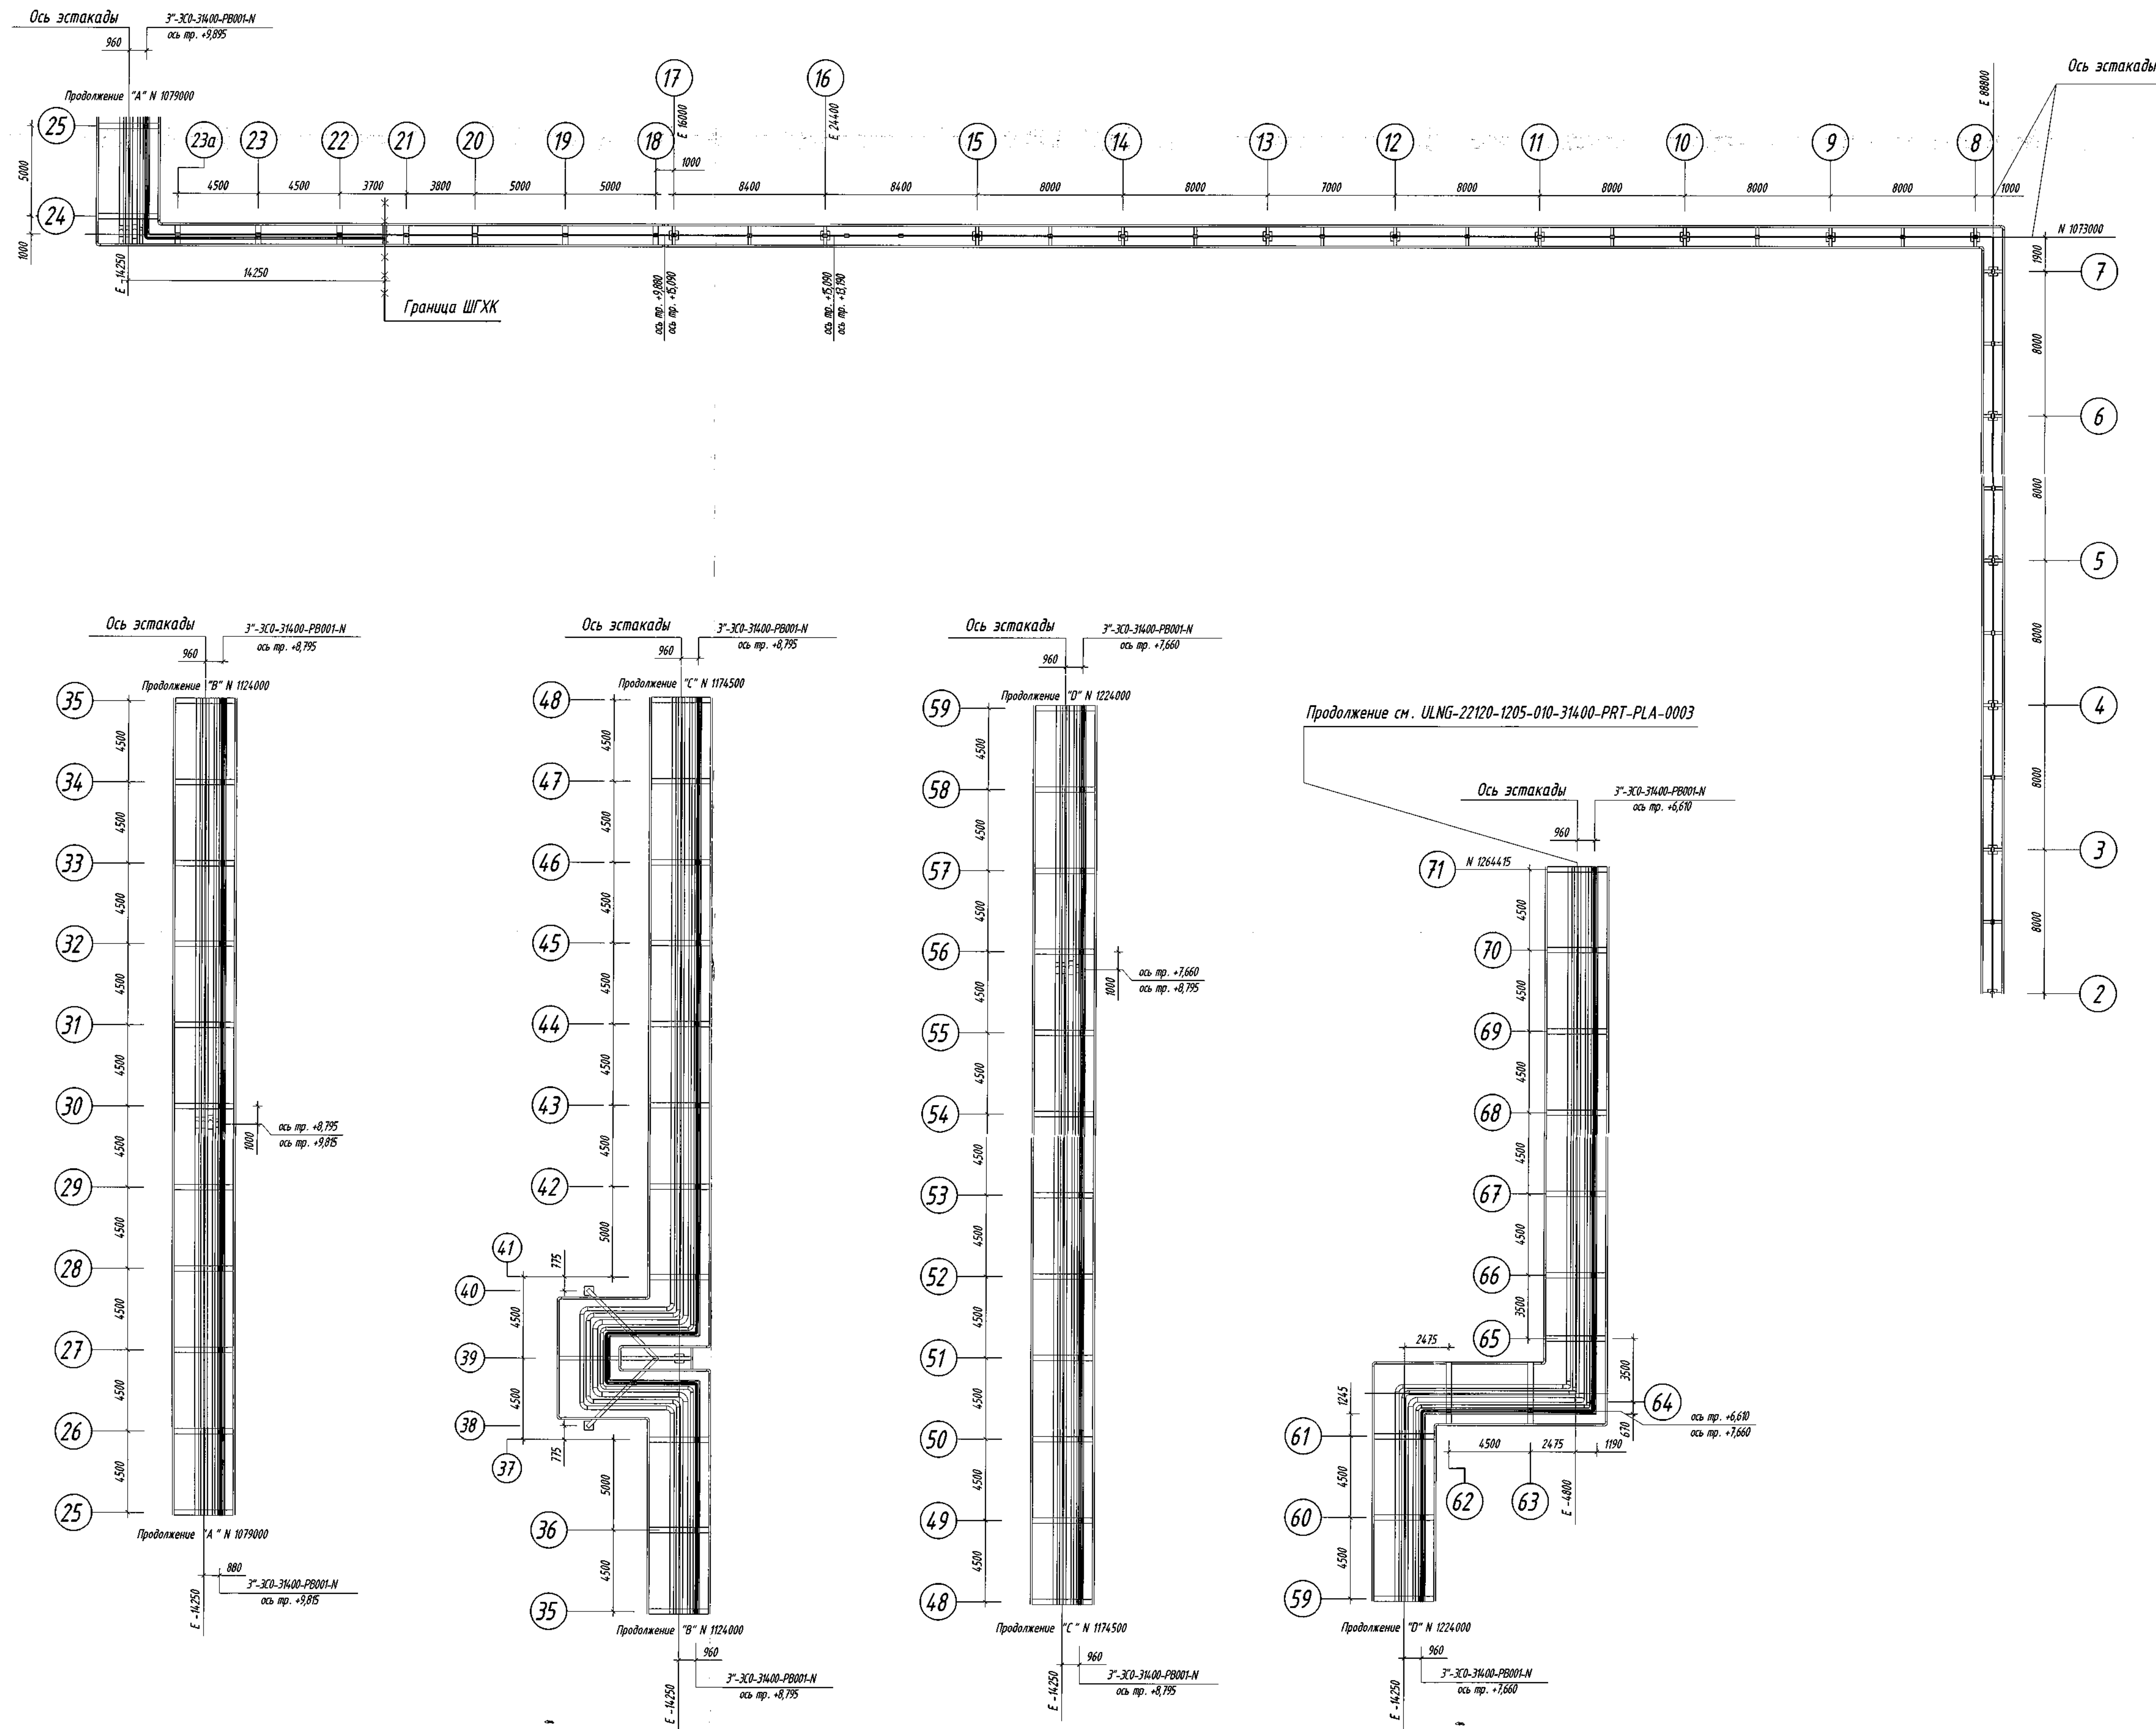 Ось эстакады
3"-3C0-31400-PB001-N
ось тр. +9,895
960
Продолжение "A" N 1079000
25
24
5000
1000
23а
23
22
21
20
19
18
17
16
15
14
13
12
11
10
9
8
E 16000
E 24400
E 88800
Ось эстакады
4500
4500
3700
3800
5000
5000
1000
8400
8400
8000
8000
7000
8000
8000
8000
8000
1000
N 1073000
E -14250
14250
Граница ШГХК
ось тр. +9,880
ось тр. +15,090
ось тр. +15,090
ось тр. +13,190
1900
7
8000
6
8000
5
8000
4
8000
3
8000
2
Ось эстакады
3"-3C0-31400-PB001-N
ось тр. +8,795
960
Продолжение "B" N 1124000
35
4500
34
4500
33
4500
32
4500
31
4500
30
4500
29
4500
28
4500
27
4500
26
4500
25
1000
ось тр. +8,795
ось тр. +9,815
Продолжение "A" N 1079000
880
3"-3C0-31400-PB001-N
ось тр. +9,815
E -14250
Ось эстакады
3"-3C0-31400-PB001-N
ось тр. +8,795
960
Продолжение "C" N 1174500
48
4500
47
4500
46
4500
45
4500
44
4500
43
4500
42
5000
41
775
40
4500
39
4500
38
775
37
5000
36
4500
35
Продолжение "B" N 1124000
960
3"-3C0-31400-PB001-N
ось тр. +8,795
E -14250
Ось эстакады
3"-3C0-31400-PB001-N
ось тр. +7,660
960
Продолжение "D" N 1224000
59
4500
58
4500
57
4500
56
4500
55
4500
54
4500
53
4500
52
4500
51
4500
50
4500
49
4500
48
1000
ось тр. +7,660
ось тр. +8,795
Продолжение "C" N 1174500
960
3"-3C0-31400-PB001-N
ось тр. +8,795
E -14250
Продолжение см. ULNG-22120-1205-010-31400-PRT-PLA-0003
Ось эстакады
3"-3C0-31400-PB001-N
ось тр. +6,610
960
71
N 1264415
4500
70
4500
69
4500
68
4500
67
4500
66
3500
65
2475
3500
64
1245
670
ось тр. +6,610
ось тр. +7,660
61
4500
2475
1190
4500
62
63
E -4800
60
4500
59
Продолжение "D" N 1224000
960
3"-3C0-31400-PB001-N
ось тр. +7,660
E -14250